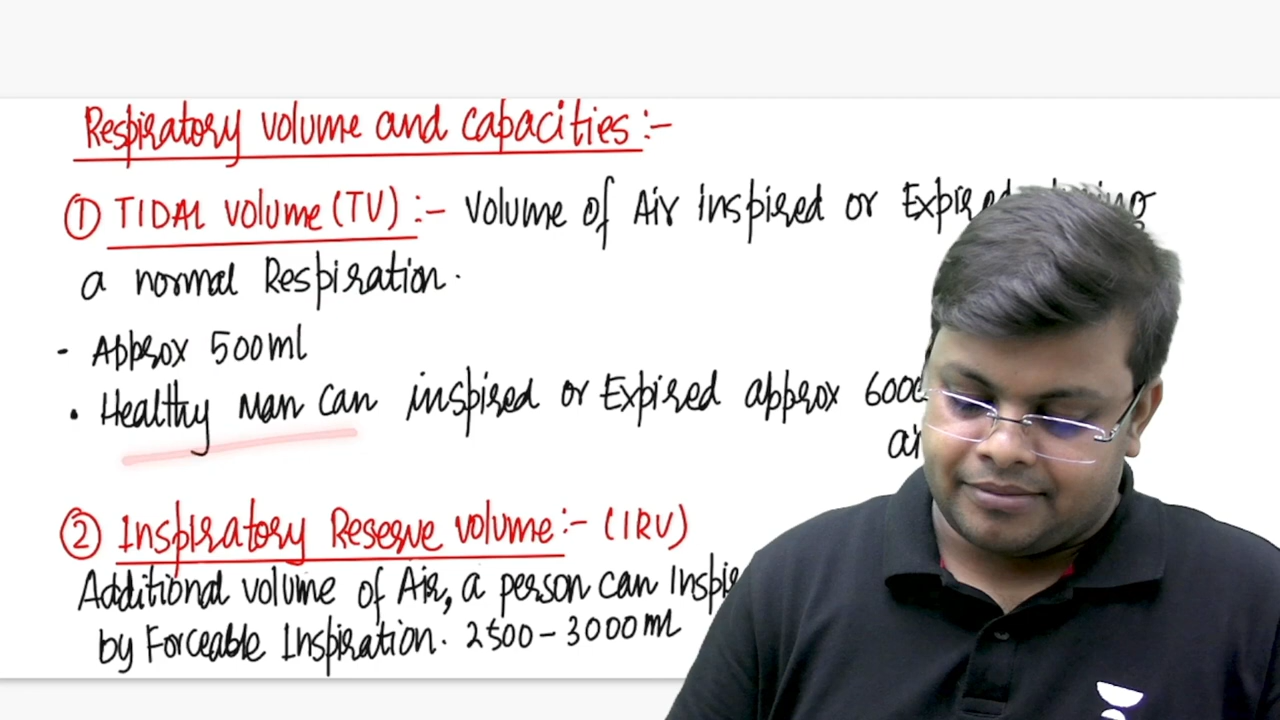 Respiratory volume and capacities :-
① TIDAL volume (TV) :- volume of Air inspired or
a normal Respiration.
- Approx 500ml
• Healthy Man can inspired or Expired approx
② Inspiratory Reserve volume :- (IRV)
Additional volume of Air, a person can
by Forceable Inspiration. 2500-3000ml